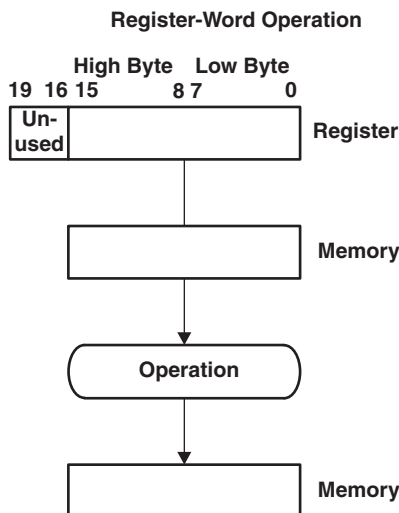 Register-Word Operation
High Byte Low Byte
19 16 15 8 7 0
Un-
used
Register
Memory
Operation
Memory